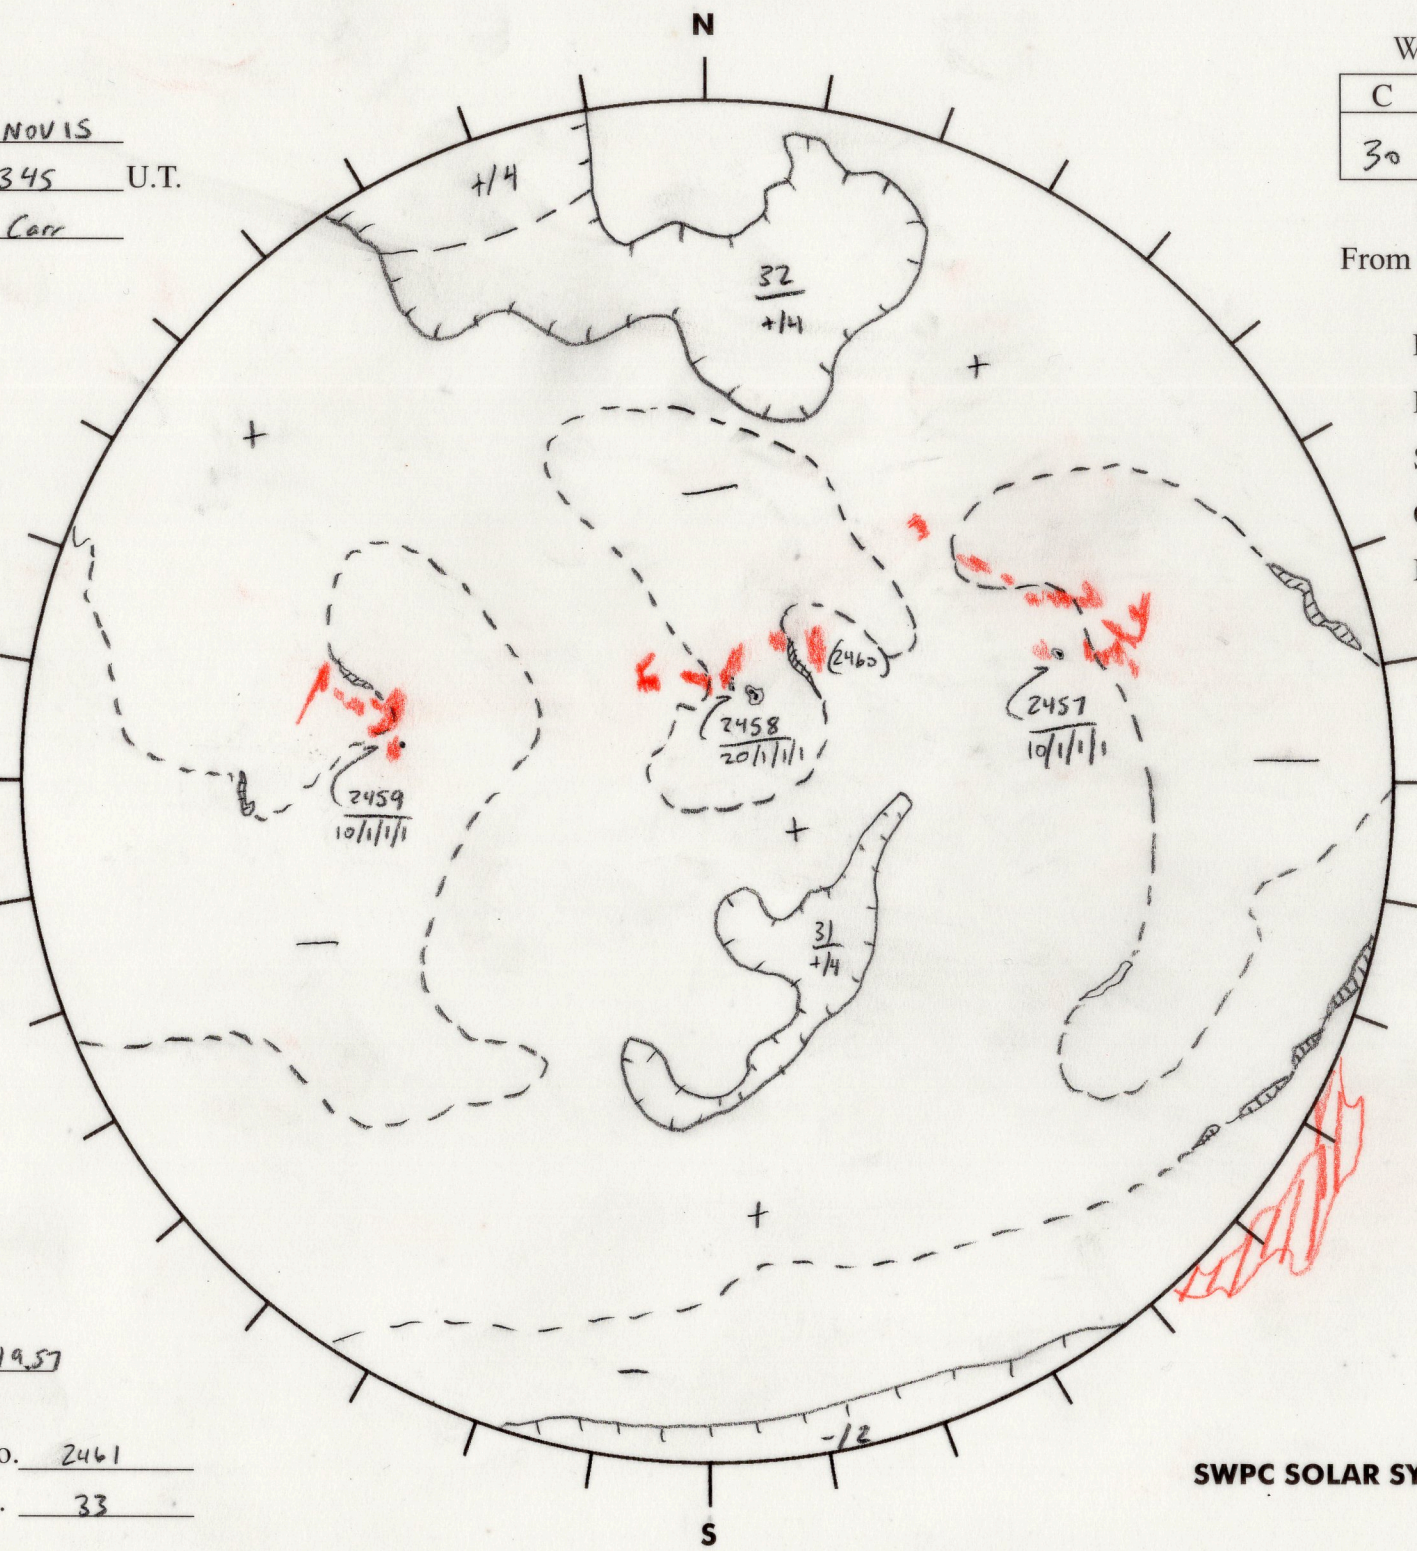 N
W
NOV 15
C
345 U.T.
30
+/4
Carr
From
32
+/4
+
+
—
(2460)
2458
20/1/1/1
2457
10/1/1/1
—
2459
10/1/1/1
+
31
+/4
—
+
19.57
—
-/2
o. 2461
SWPC SOLAR SY
. 33
S